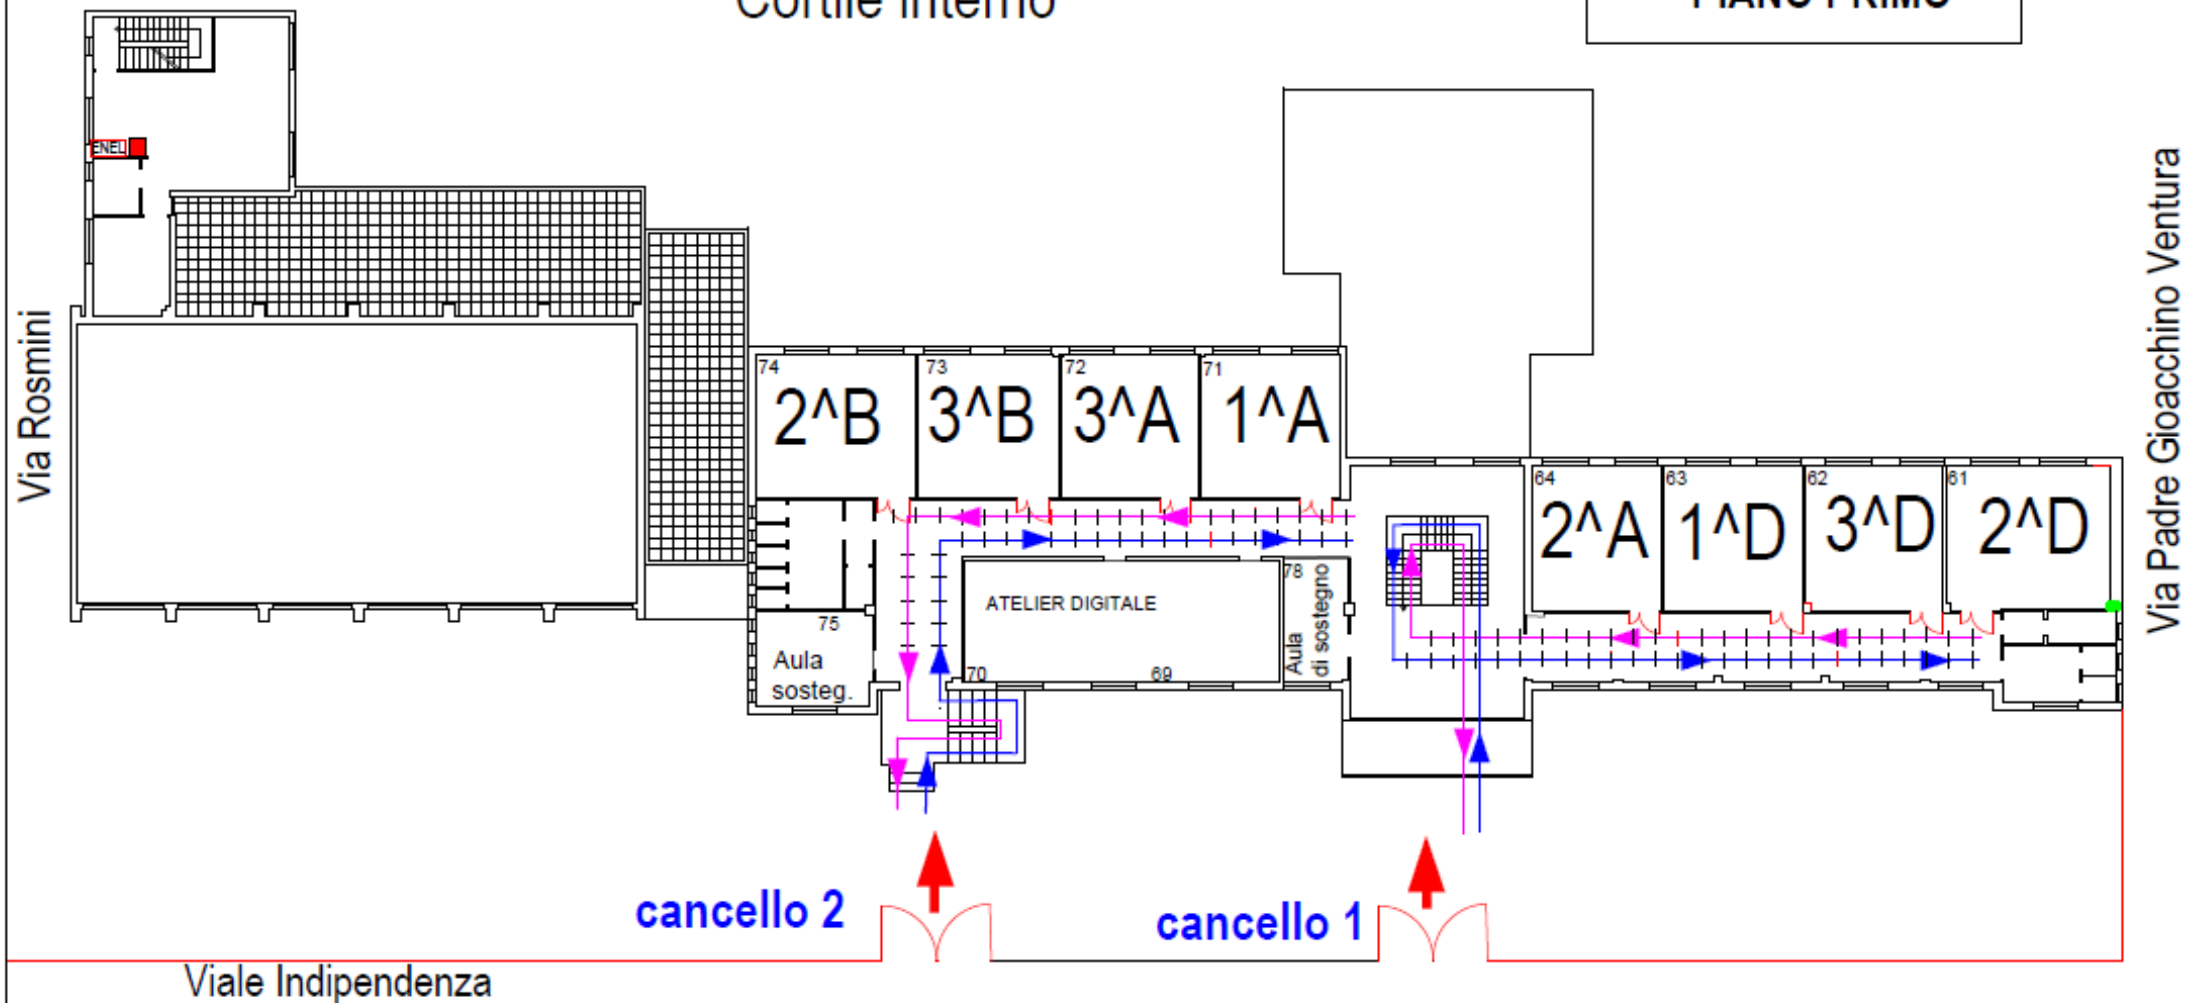 Cortile interno
PIANO PRIMO
ENEL
Via Rosmini
Via Padre Gioacchino Ventura
74
2^B
73
3^B
72
3^A
71
1^A
64
2^A
63
1^D
62
3^D
61
2^D
75
Aula
sosteg.
ATELIER DIGITALE
70
69
78
Aula
di sostegno
cancello 2
cancello 1
Viale Indipendenza